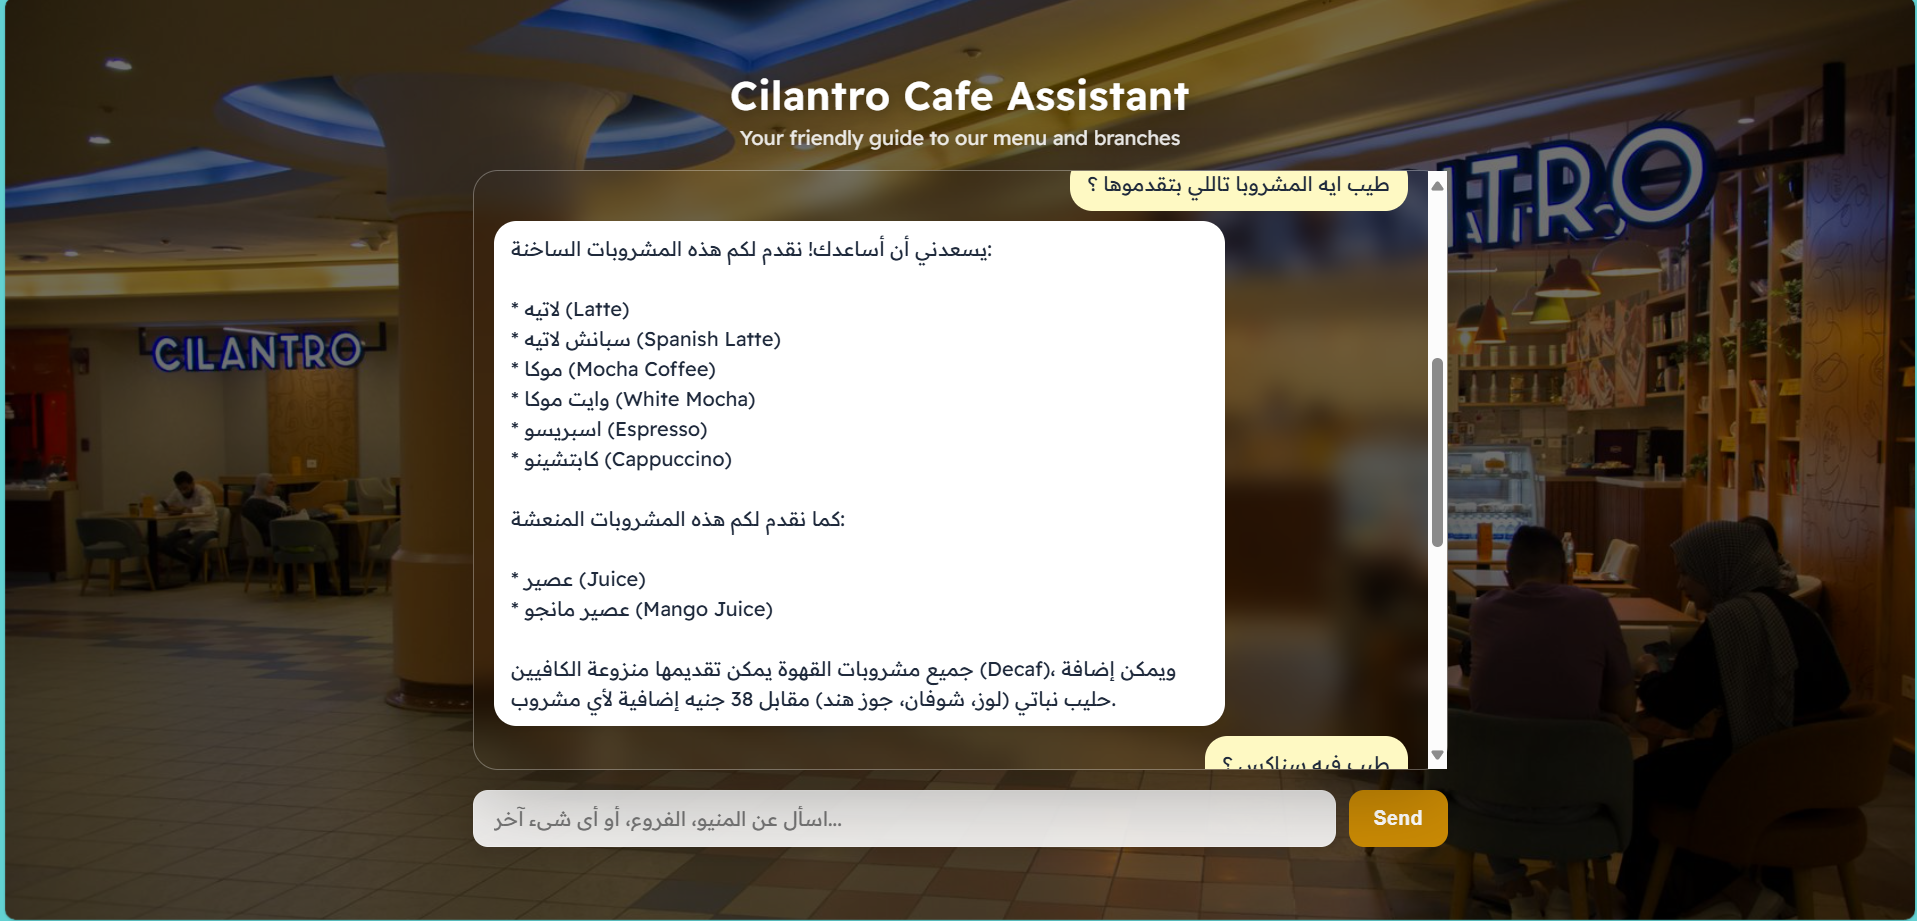 Cilantro Cafe Assistant
Your friendly guide to our menu and branches
CILANTRO
NTRO
طيب ايه المشروبا تاللي بتقدموها ؟
يسعدني أن أساعدك! نقدم لكم هذه المشروبات الساخنة:
* لاتيه (Latte)
* سبانش لاتيه (Spanish Latte)
* موكا (Mocha Coffee)
* وايت موكا (White Mocha)
* اسبريسو (Espresso)
* كابتشينو (Cappuccino)
كما نقدم لكم هذه المشروبات المنعشة:
* عصير (Juice)
* عصير مانجو (Mango Juice)
جميع مشروبات القهوة يمكن تقديمها منزوعة الكافيين (Decaf)، ويمكن إضافة
حليب نباتي (لوز، شوفان، جوز هند) مقابل 38 جنيه إضافية لأي مشروب.
طيب فيه سناكس ؟
اسأل عن المنيو، الفروع، أو أي شيء آخر...
Send